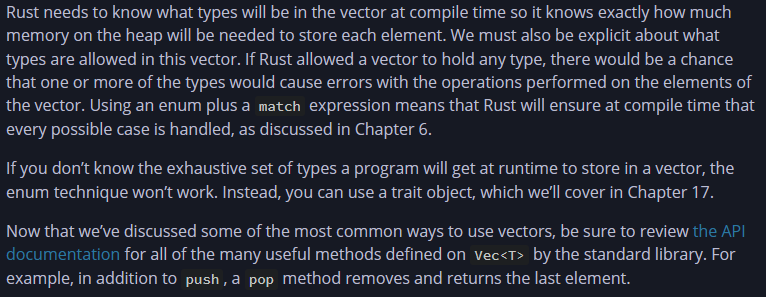 Rust needs to know what types will be in the vector at compile time so it knows exactly how much
memory on the heap will be needed to store each element. We must also be explicit about what
types are allowed in this vector. If Rust allowed a vector to hold any type, there would be a chance
that one or more of the types would cause errors with the operations performed on the elements of
the vector. Using an enum plus a match expression means that Rust will ensure at compile time that
every possible case is handled, as discussed in Chapter 6.
If you don’t know the exhaustive set of types a program will get at runtime to store in a vector, the
enum technique won’t work. Instead, you can use a trait object, which we’ll cover in Chapter 17.
Now that we’ve discussed some of the most common ways to use vectors, be sure to review the API
documentation for all of the many useful methods defined on Vec<T> by the standard library. For
example, in addition to push, a pop method removes and returns the last element.